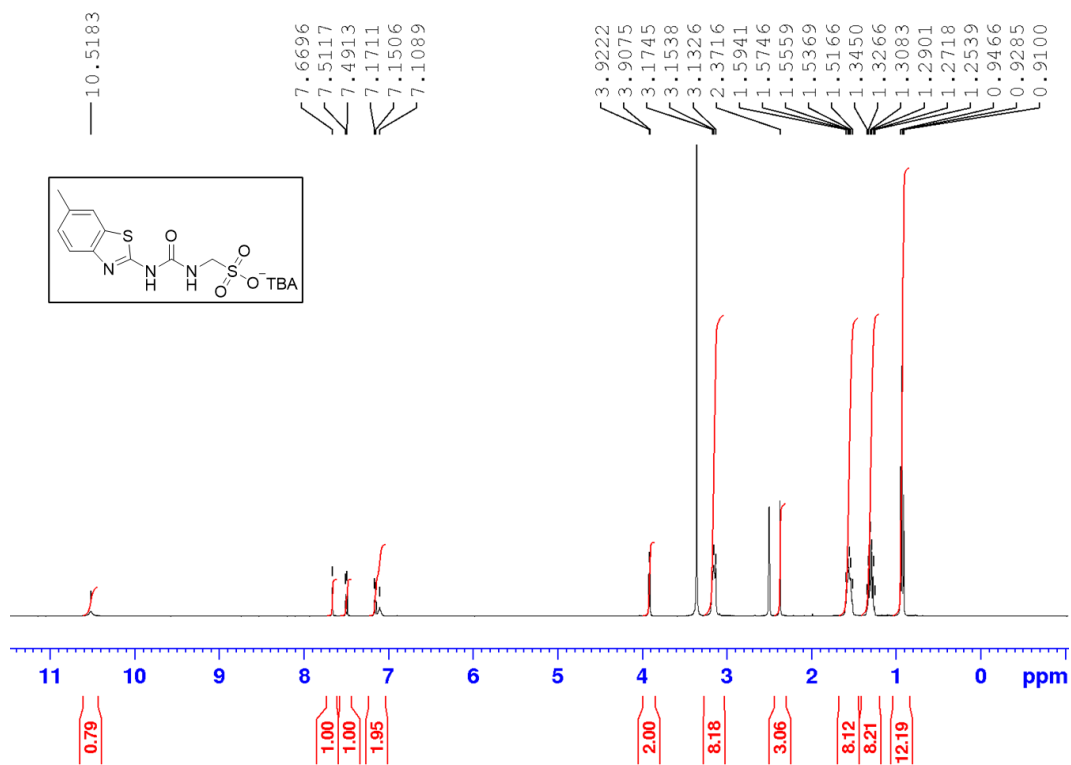 10.5183
7.6696
7.5117
7.4913
7.1711
7.1506
7.1089
3.9222
3.9075
3.1745
3.1538
3.1326
2.3716
1.5941
1.5746
1.5559
1.5369
1.5166
1.3450
1.3266
1.3083
1.2901
1.2718
1.2539
0.9466
0.9285
0.9100
S
O
O
N
N
H
N
H
S
O
O
−
TBA
11 10 9 8 7 6 5 4 3 2 1 0 ppm
0.79
1.00
1.00
1.95
2.00
8.18
3.06
8.12
8.21
12.19